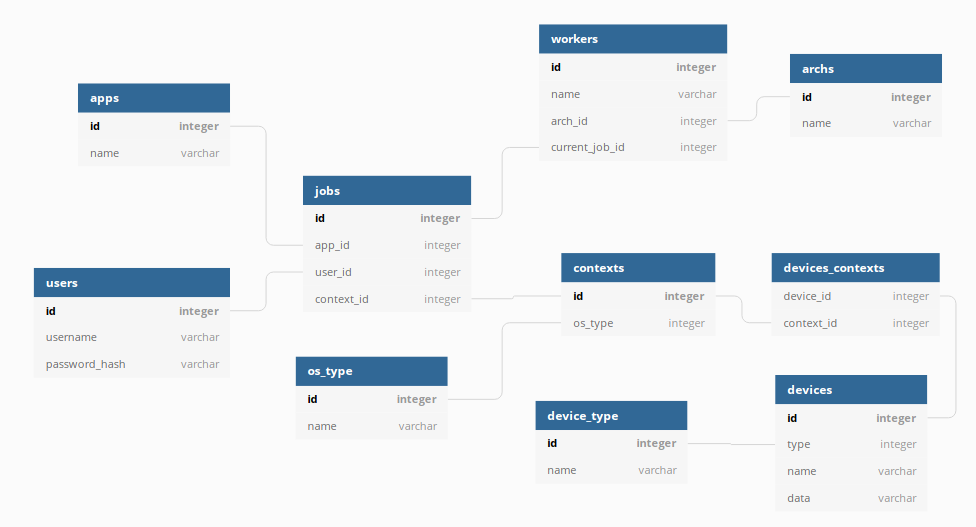 workers
id integer
name varchar
arch_id integer
current_job_id integer
archs
id integer
name varchar
apps
id integer
name varchar
jobs
id integer
app_id integer
user_id integer
context_id integer
users
id integer
username varchar
password_hash varchar
contexts
id integer
os_type integer
devices_contexts
device_id integer
context_id integer
os_type
id integer
name varchar
device_type
id integer
name varchar
devices
id integer
type integer
name varchar
data varchar